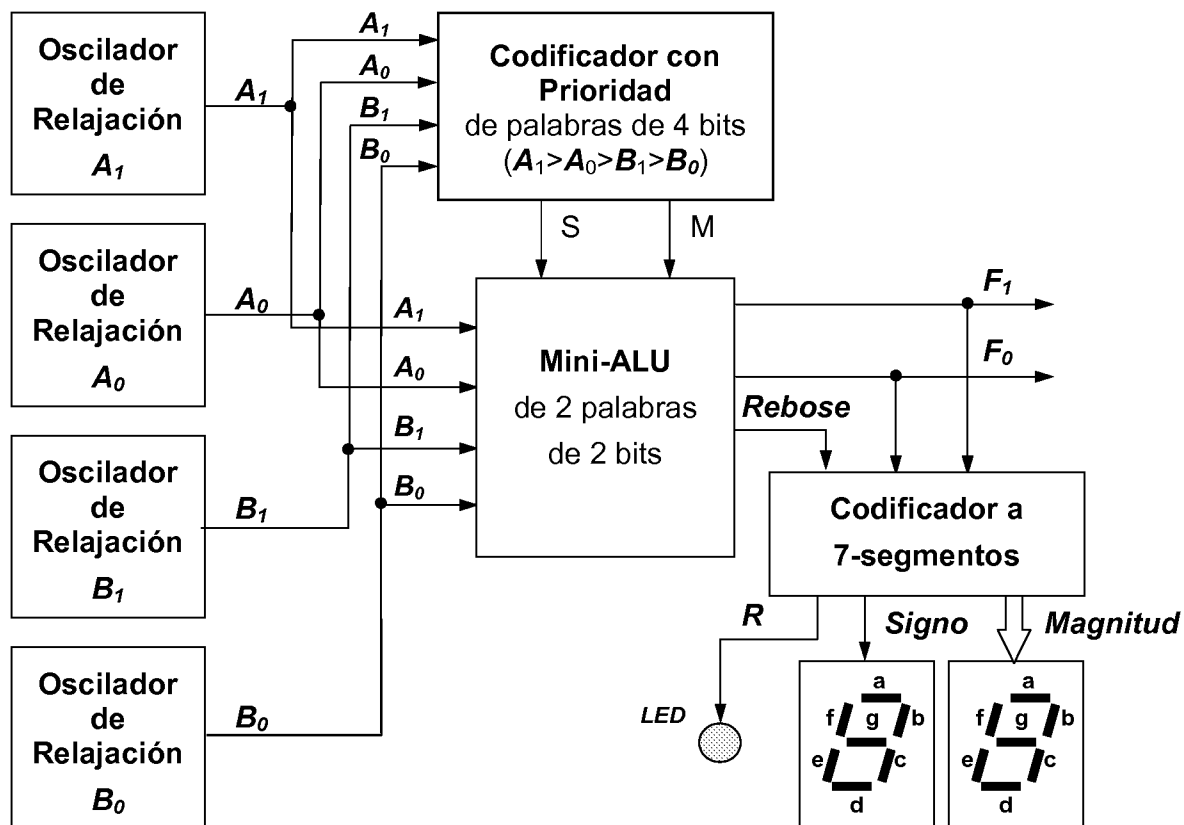 Oscilador
de
Relajación
A1
A1
A1
A0
B1
B0
Codificador con
Prioridad
de palabras de 4 bits
(A1>A0>B1>B0)
S
M
Oscilador
de
Relajación
A0
A0
A1
A0
B1
B0
Mini-ALU
de 2 palabras
de 2 bits
F1
F0
Rebose
Oscilador
de
Relajación
B1
B1
Codificador a
7-segmentos
R
Signo
Magnitud
Oscilador
de
Relajación
B0
B0
LED
a
f g b
e c
d
a
f g b
e c
d